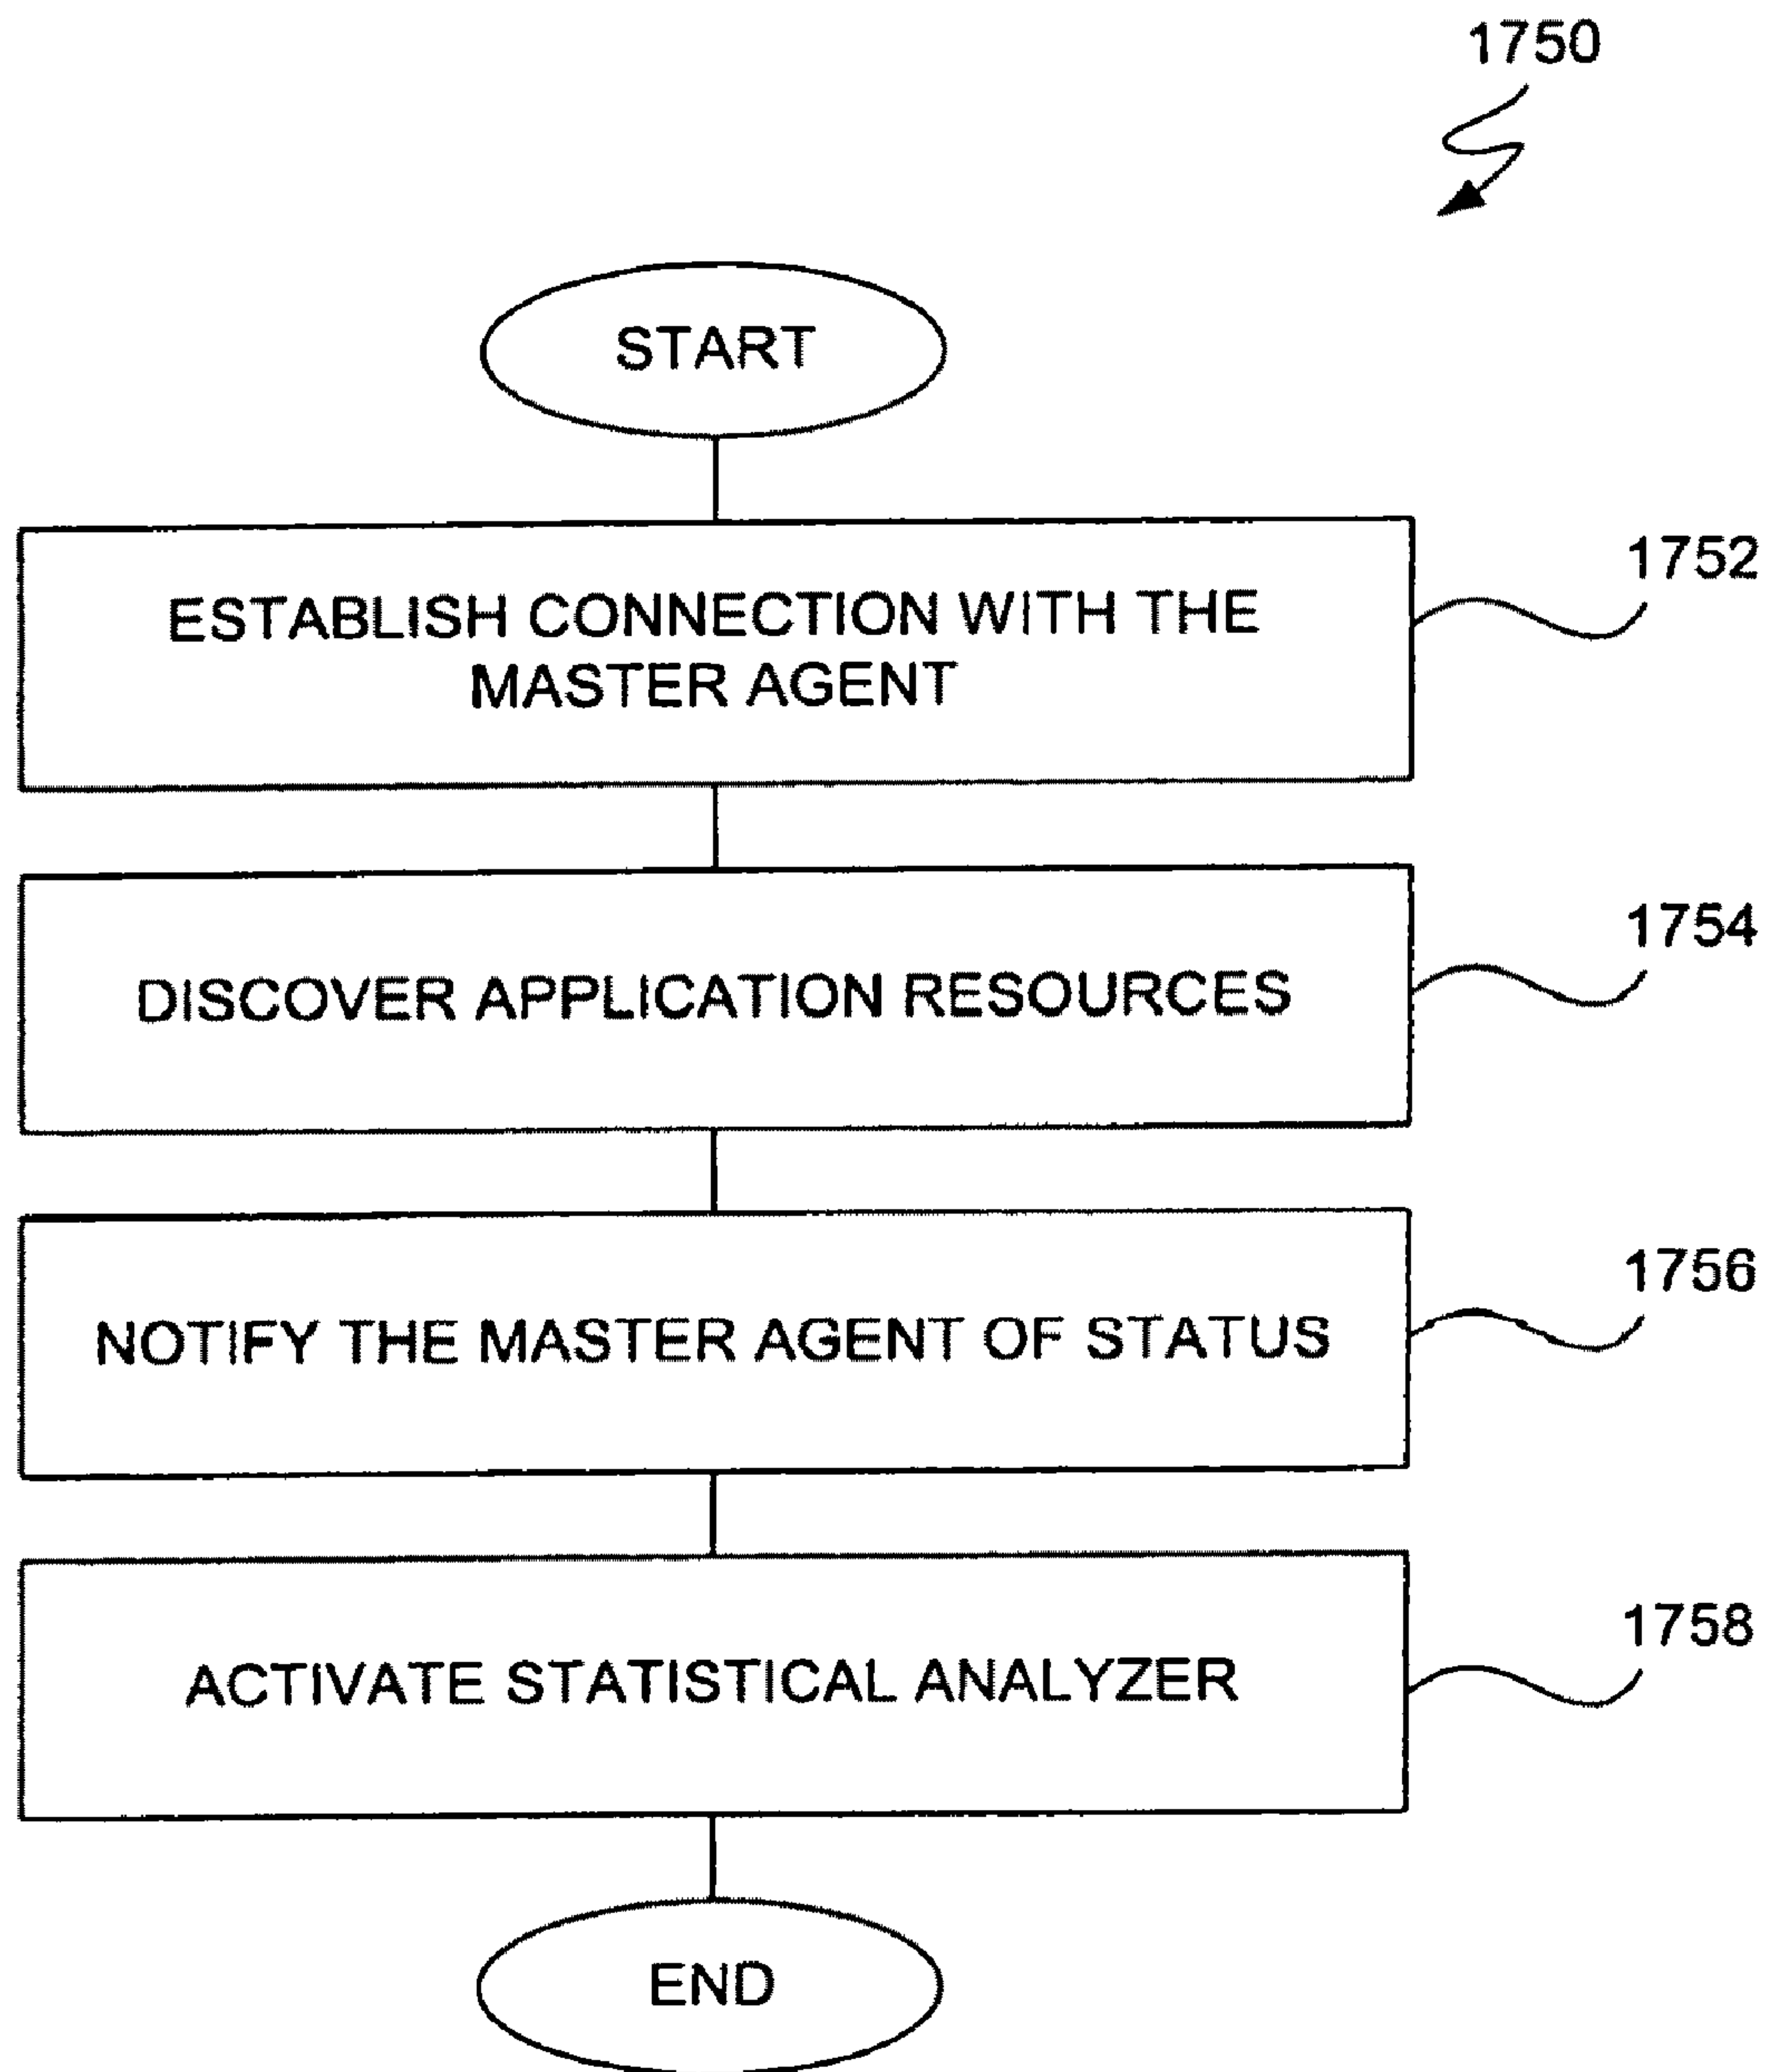 1750
START
ESTABLISH CONNECTION WITH THE
MASTER AGENT
1752
DISCOVER APPLICATION RESOURCES
1754
NOTIFY THE MASTER AGENT OF STATUS
1756
ACTIVATE STATISTICAL ANALYZER
1758
END